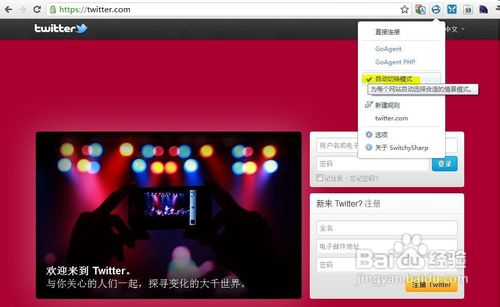 https://twitter.com
twitter
中文
直接连接
GoAgent
GoAgent PHP
自动切换模式
为每个网站自动选择合适的情景模式。
新建规则
twitter.com
选项
关于 SwitchySharp
用户名或电子
密码
登录
记住我 · 忘记密码?
新来 Twitter? 注册
全名
电子邮件地址
密码
注册 Twitter
欢迎来到 Twitter。
与你关心的人们一起，探寻变化的大千世界。
Baidu 经验
jingyan.baidu.com